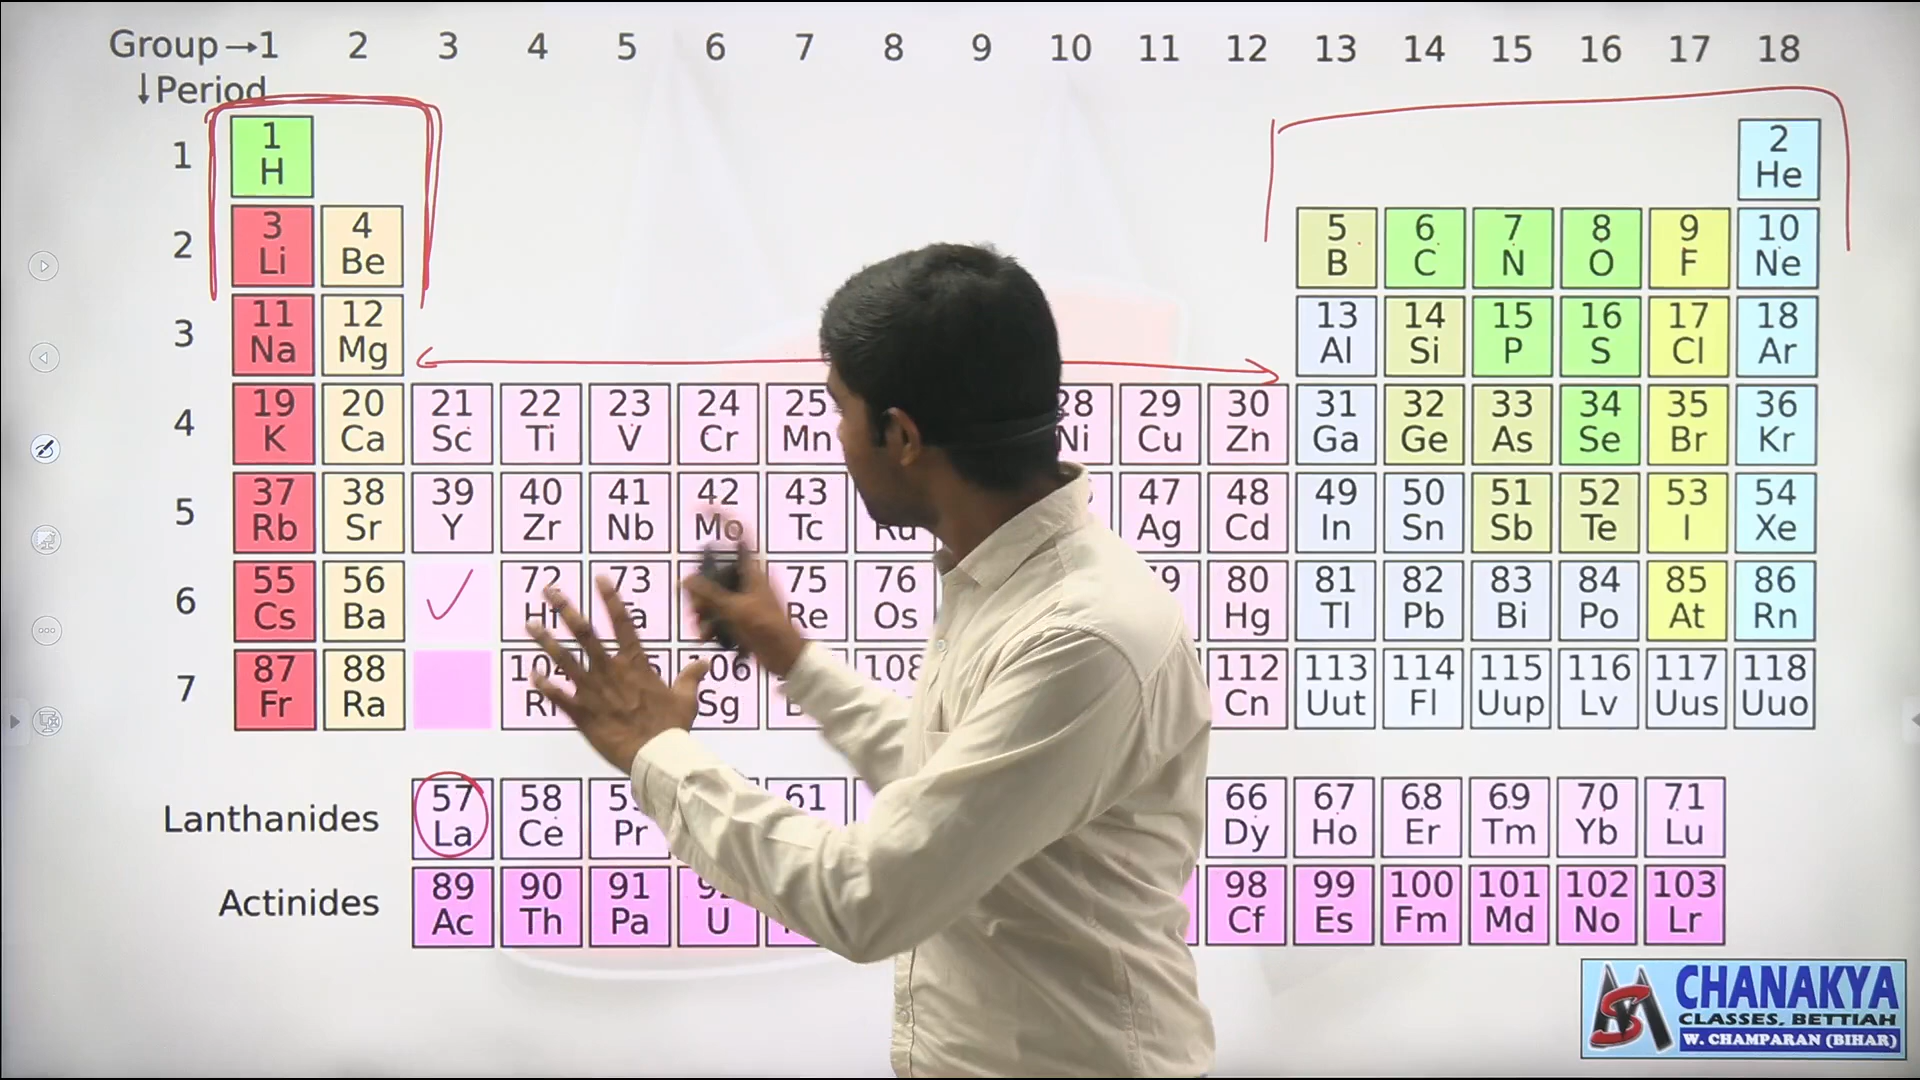 Group →1 2 3 4 5 6 7 8 9 10 11 12 13 14 15 16 17 18
↓Period
1 1 H 2 He
2 3 Li 4 Be 5 B 6 C 7 N 8 O 9 F 10 Ne
3 11 Na 12 Mg 13 Al 14 Si 15 P 16 S 17 Cl 18 Ar
4 19 K 20 Ca 21 Sc 22 Ti 23 V 24 Cr 25 Mn 28 Ni 29 Cu 30 Zn 31 Ga 32 Ge 33 As 34 Se 35 Br 36 Kr
5 37 Rb 38 Sr 39 Y 40 Zr 41 Nb 42 Mo 43 Tc Ru 47 Ag 48 Cd 49 In 50 Sn 51 Sb 52 Te 53 I 54 Xe
6 55 Cs 56 Ba 72 Hf 73 75 Re 76 Os 80 Hg 81 Tl 82 Pb 83 Bi 84 Po 85 At 86 Rn
7 87 Fr 88 Ra 104 106 Sg 108 112 Cn 113 Uut 114 Fl 115 Uup 116 Lv 117 Uus 118 Uuo
Lanthanides 57 La 58 Ce Pr 61 66 Dy 67 Ho 68 Er 69 Tm 70 Yb 71 Lu
Actinides 89 Ac 90 Th 91 Pa U 98 Cf 99 Es 100 Fm 101 Md 102 No 103 Lr
CHANAKYA
CLASSES, BETTIAH
W. CHAMPARAN (BIHAR)